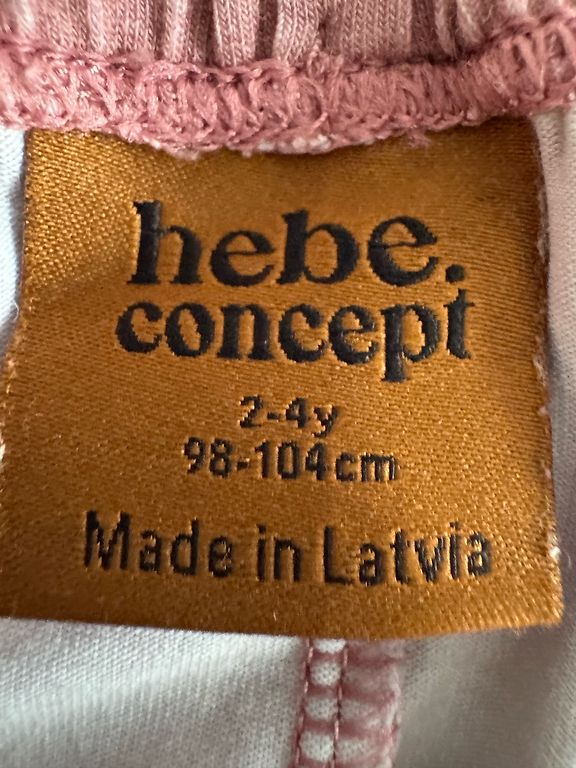 hebe.
concept
2-4y
98-104cm
Made in Latvia